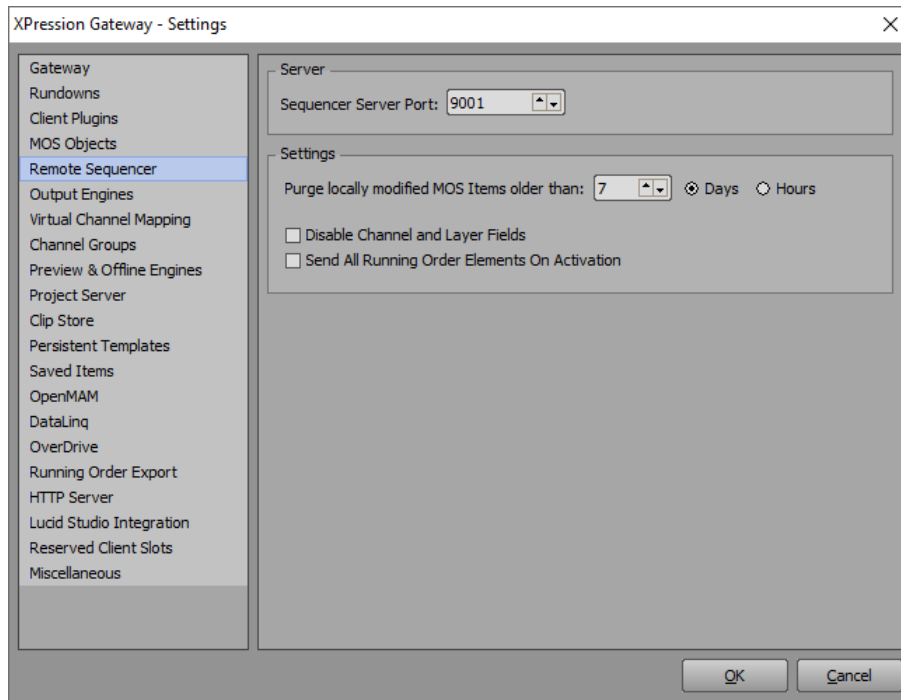 XPression Gateway - Settings
Gateway
Rundowns
Client Plugins
MOS Objects
Remote Sequencer
Output Engines
Virtual Channel Mapping
Channel Groups
Preview & Offline Engines
Project Server
Clip Store
Persistent Templates
Saved Items
OpenMAM
DataLinq
OverDrive
Running Order Export
HTTP Server
Lucid Studio Integration
Reserved Client Slots
Miscellaneous
Server
Sequencer Server Port: 9001
Settings
Purge locally modified MOS Items older than: 7 Days Hours
Disable Channel and Layer Fields
Send All Running Order Elements On Activation
OK Cancel